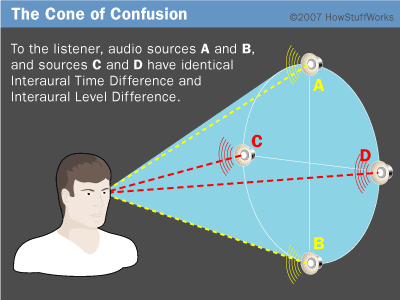 The Cone of Confusion
©2007 HowStuffWorks
To the listener, audio sources A and B,
and sources C and D have identical
Interaural Time Difference and
Interaural Level Difference.
A
C
D
B